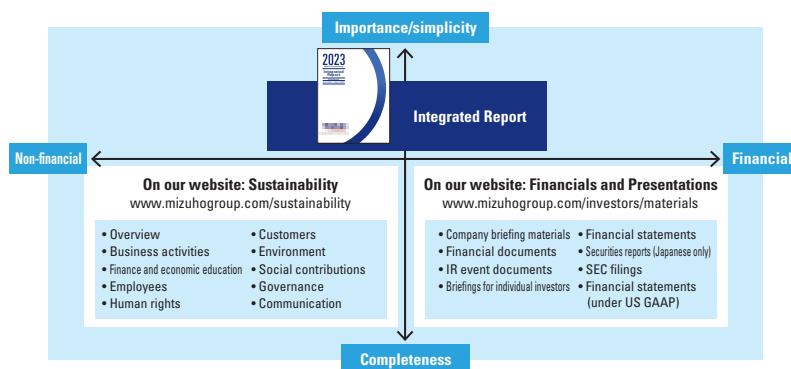 Importance/simplicity
2023
Integrated
Report
Integrated Report
Non-financial
Financial
On our website: Sustainability
www.mizuhogroup.com/sustainability
• Overview
• Business activities
• Finance and economic education
• Employees
• Human rights
• Customers
• Environment
• Social contributions
• Governance
• Communication
On our website: Financials and Presentations
www.mizuhogroup.com/investors/materials
• Company briefing materials
• Financial documents
• IR event documents
• Briefings for individual investors
• Financial statements
• Securities reports (Japanese only)
• SEC filings
• Financial statements
(under US GAAP)
Completeness